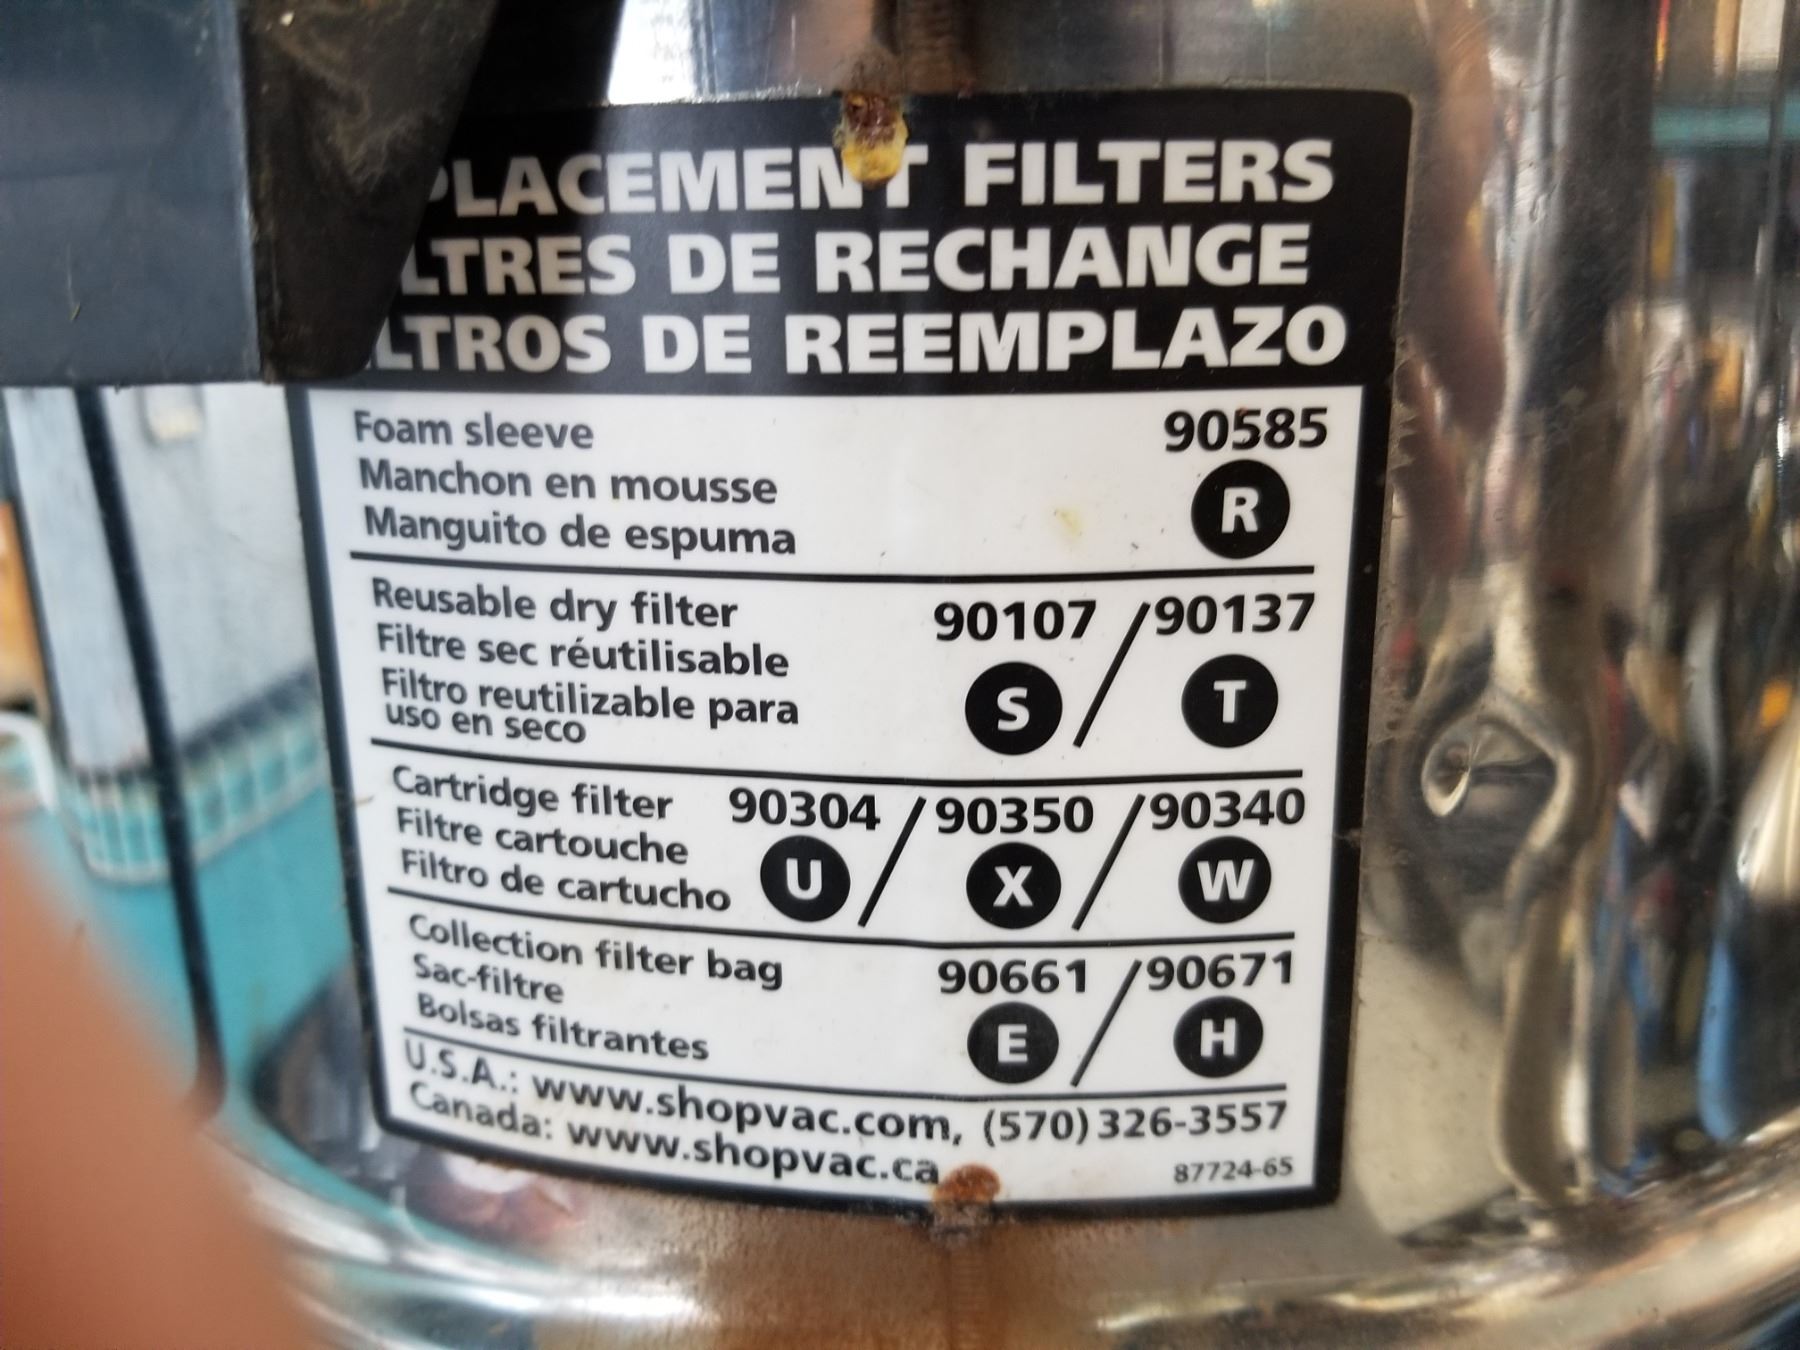 PLACEMENT FILTERS
LTRES DE RECHANGE
LTROS DE REEMPLAZO
Foam sleeve 90585
Manchon en mousse R
Manguito de espuma
Reusable dry filter 90107 / 90137
Filtre sec réutilisable
Filtro reutilizable para S / T
uso en seco
Cartridge filter 90304 / 90350 / 90340
Filtre cartouche U / X / W
Filtro de cartucho
Collection filter bag 90661 / 90671
Sac-filtre E / H
Bolsas filtrantes
U.S.A.: www.shopvac.com, (570) 326-3557
Canada: www.shopvac.ca 87724-65